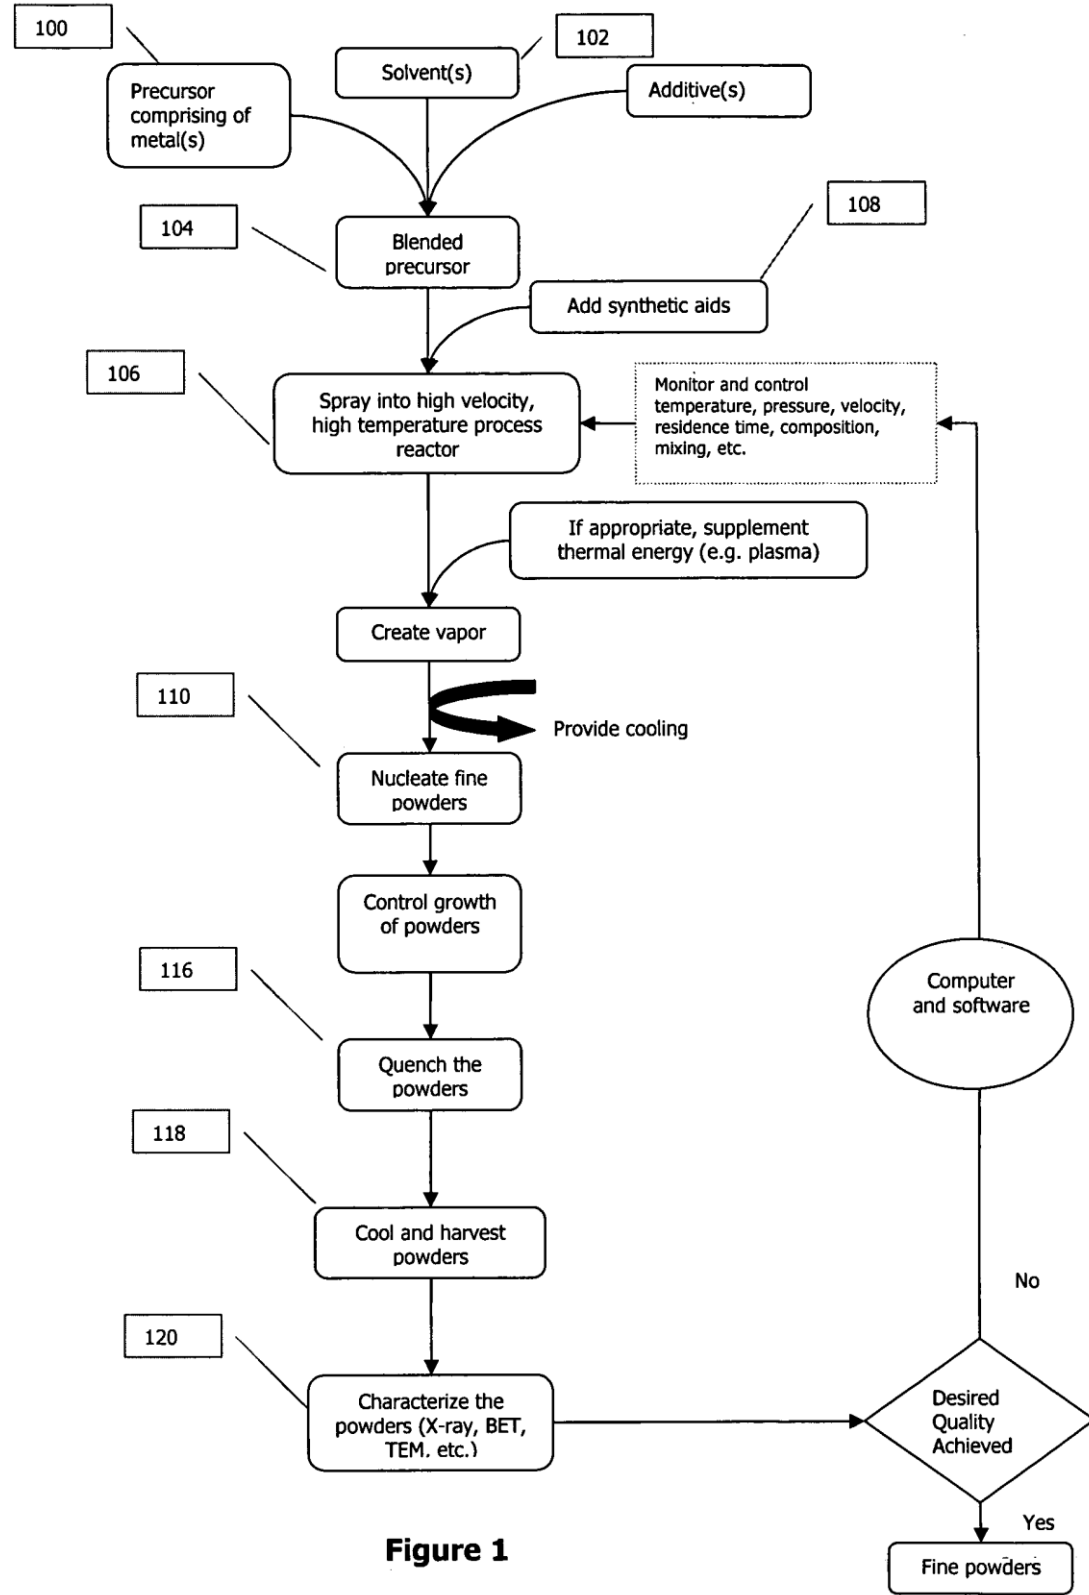 100
102
Solvent(s)
Precursor
comprising of
metal(s)
Additive(s)
104
108
Blended
precursor
Add synthetic aids
106
Spray into high velocity,
high temperature process
reactor
Monitor and control
temperature, pressure, velocity,
residence time, composition,
mixing, etc.
If appropriate, supplement
thermal energy (e.g. plasma)
Create vapor
110
Provide cooling
Nucleate fine
powders
Control growth
of powders
116
Computer
and software
Quench the
powders
118
Cool and harvest
powders
No
120
Characterize the
powders (X-ray, BET,
TEM, etc.)
Desired
Quality
Achieved
Yes
Figure 1
Fine powders